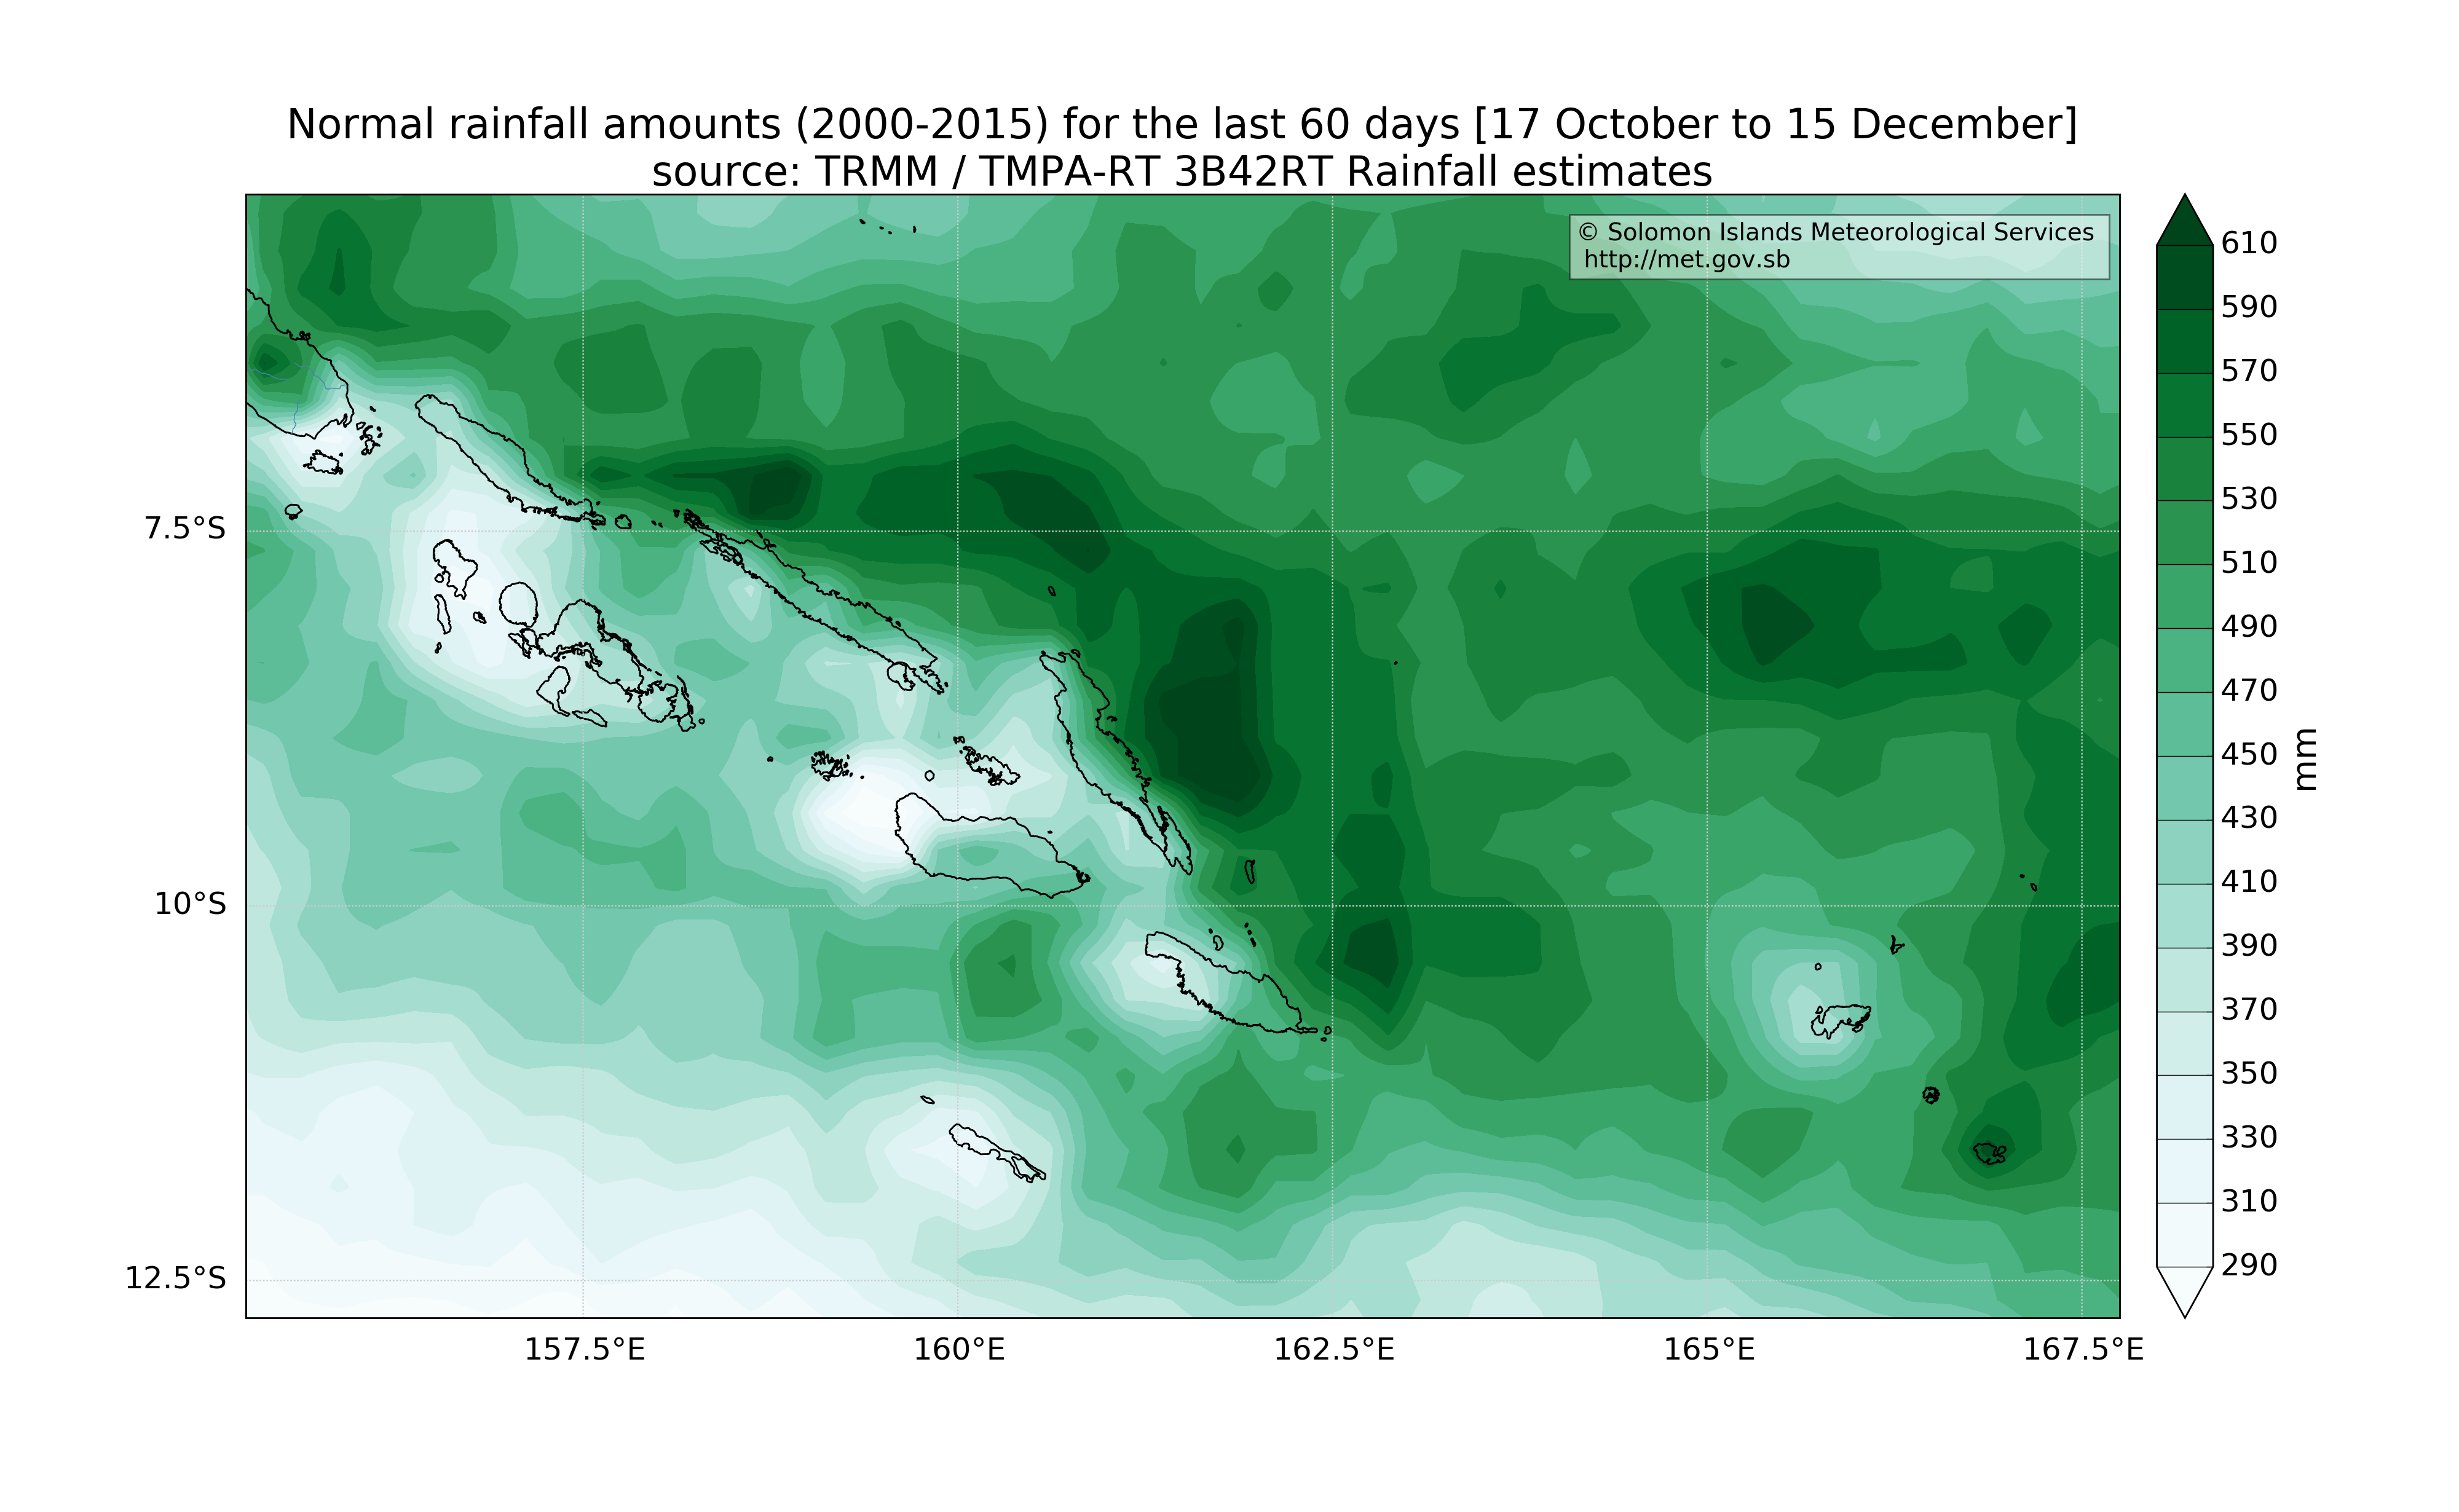 Normal rainfall amounts (2000-2015) for the last 60 days [17 October to 15 December]
source: TRMM / TMPA-RT 3B42RT Rainfall estimates
© Solomon Islands Meteorological Services
http://met.gov.sb
610
590
570
550
530
510
490
470
450
430
410
390
370
350
330
310
290
mm
7.5°S
10°S
12.5°S
157.5°E
160°E
162.5°E
165°E
167.5°E